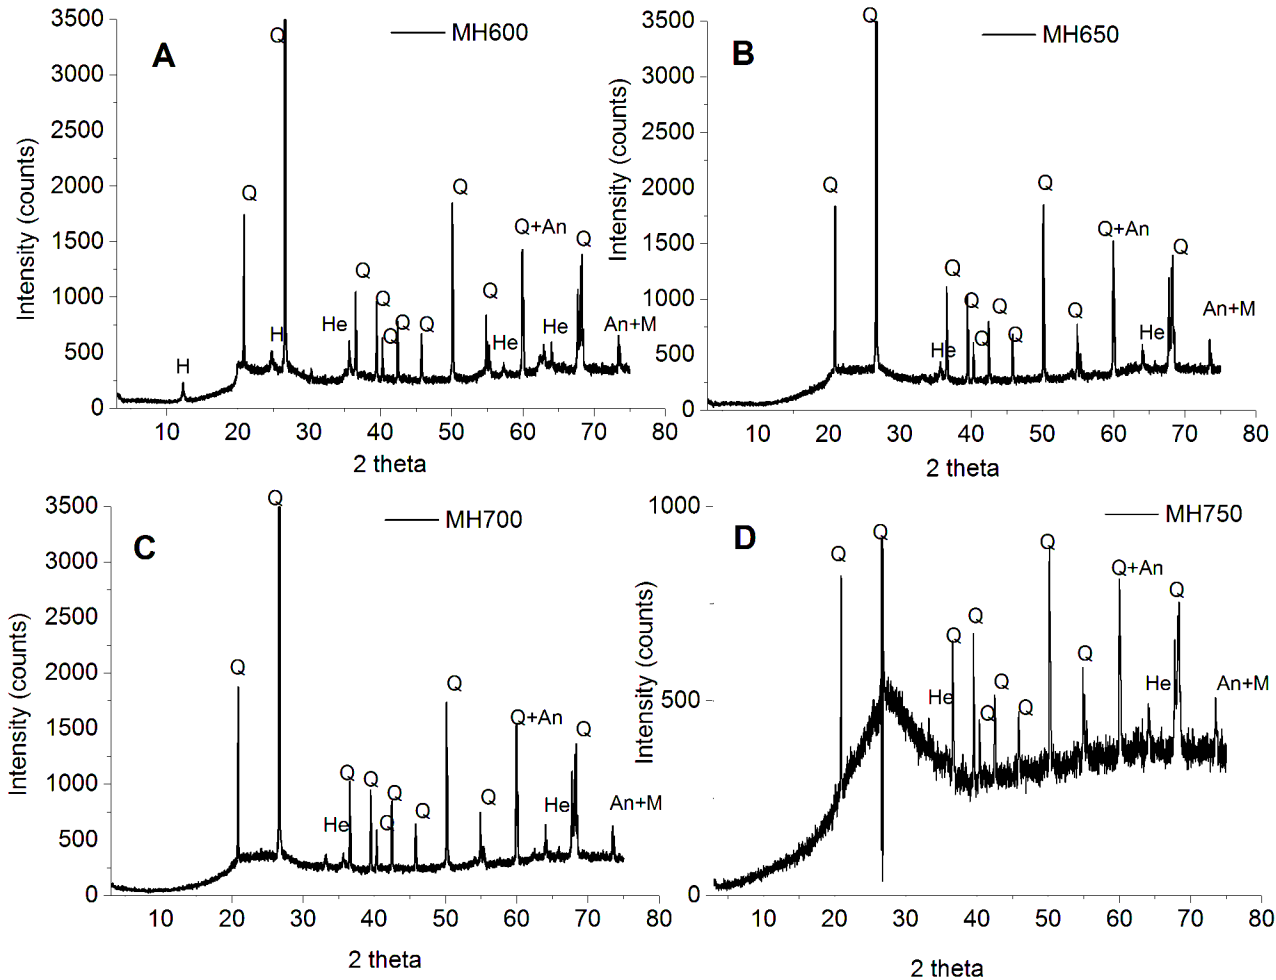 A
MH600
3500
3000
2500
2000
1500
1000
500
0
10 20 30 40 50 60 70 80
2 theta
Intensity (counts)
H
Q
H
Q
He
Q
Q
Q
Q
Q
Q
Q
He
Q+An
He
Q
An+M
B
MH650
3500
3000
2500
2000
1500
1000
500
0
10 20 30 40 50 60 70 80
2 theta
Intensity (counts)
Q
Q
He
Q
Q
Q
Q
Q
Q
Q
Q+An
He
Q
An+M
C
MH700
3500
3000
2500
2000
1500
1000
500
0
10 20 30 40 50 60 70 80
2 theta
Intensity (counts)
Q
Q
He
Q
Q
Q
Q
Q
Q
Q
Q+An
He
Q
An+M
D
MH750
1000
500
0
10 20 30 40 50 60 70 80
2 theta
Intensity (counts)
Q
Q
He
Q
Q
Q
Q
Q
Q
Q
Q+An
He
Q
An+M